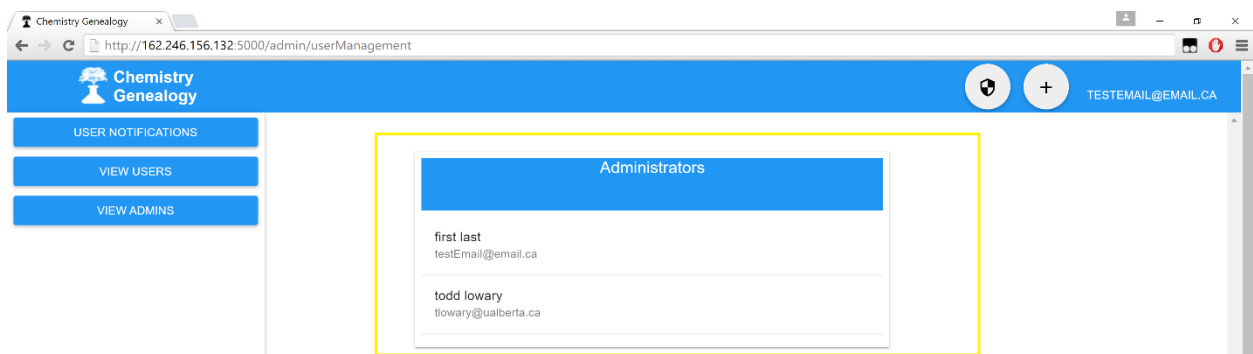 Chemistry Genealogy
http://162.246.156.132:5000/admin/userManagement
Chemistry
Genealogy
TESTEMAIL@EMAIL.CA
USER NOTIFICATIONS
VIEW USERS
VIEW ADMINS
Administrators
first last
testEmail@email.ca
todd lowary
tlowary@ualberta.ca